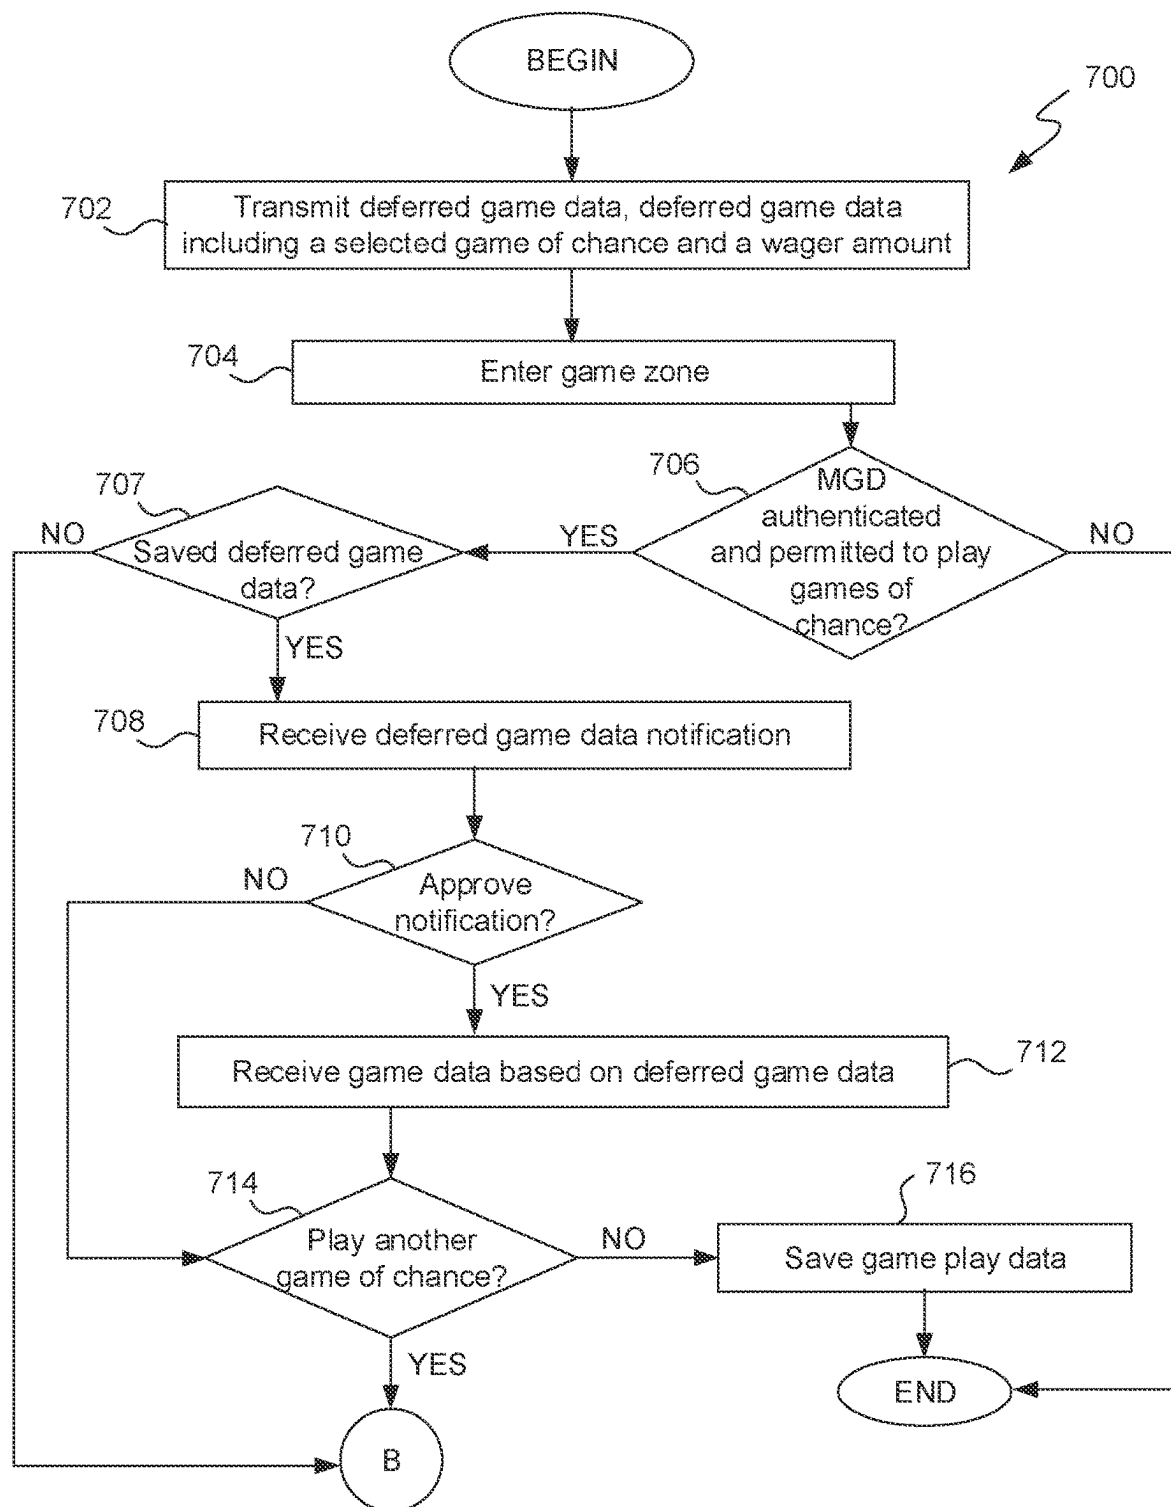 BEGIN
700
702
Transmit deferred game data, deferred game data
including a selected game of chance and a wager amount
704
Enter game zone
706
MGD
authenticated
and permitted to play
games of
chance?
YES
NO
707
Saved deferred game
data?
NO
YES
708
Receive deferred game data notification
710
Approve
notification?
NO
YES
712
Receive game data based on deferred game data
714
Play another
game of chance?
NO
YES
716
Save game play data
END
B